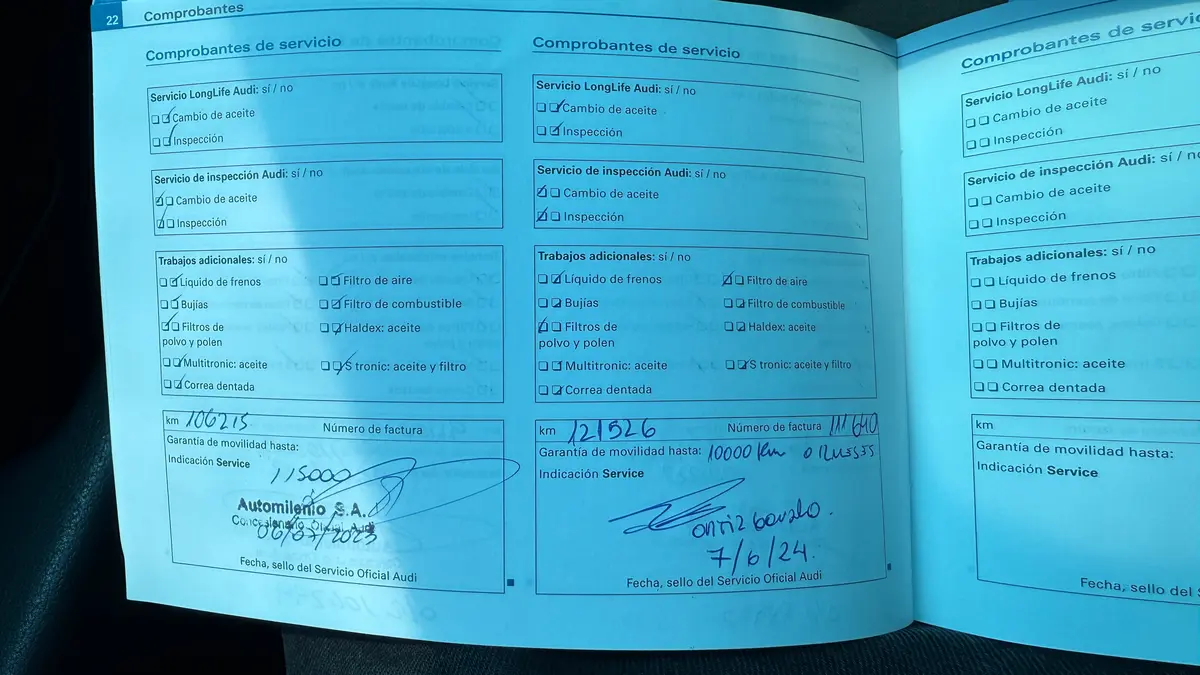 22 Comprobantes
Comprobantes de servicio
Servicio LongLife Audi: sí / no
Cambio de aceite
Inspección
Servicio de inspección Audi: sí / no
Cambio de aceite
Inspección
Trabajos adicionales: sí / no
Líquido de frenos Filtro de aire
Bujías Filtro de combustible
Filtros de Haldex: aceite
polvo y polen
Multitronic: aceite S tronic: aceite y filtro
Correa dentada
km 106215 Número de factura
Garantía de movilidad hasta:
Indicación Service
115000
Automilenio S.A.
Concesionario Oficial Audi
06/07/2023
Fecha, sello del Servicio Oficial Audi
Comprobantes de servicio
Servicio LongLife Audi: sí / no
Cambio de aceite
Inspección
Servicio de inspección Audi: sí / no
Cambio de aceite
Inspección
Trabajos adicionales: sí / no
Líquido de frenos Filtro de aire
Bujías Filtro de combustible
Filtros de Haldex: aceite
polvo y polen
Multitronic: aceite S tronic: aceite y filtro
Correa dentada
km 121526 Número de factura 111640
Garantía de movilidad hasta: 10000 Km
Indicación Service
7/6/24.
Fecha, sello del Servicio Oficial Audi
Comprobantes de servic
Servicio LongLife Audi: sí / no
Cambio de aceite
Inspección
Servicio de inspección Audi: sí / no
Cambio de aceite
Inspección
Trabajos adicionales: sí / no
Líquido de frenos
Bujías
Filtros de
polvo y polen
Multitronic: aceite
Correa dentada
km
Garantía de movilidad hasta:
Indicación Service
Fecha, sello del S